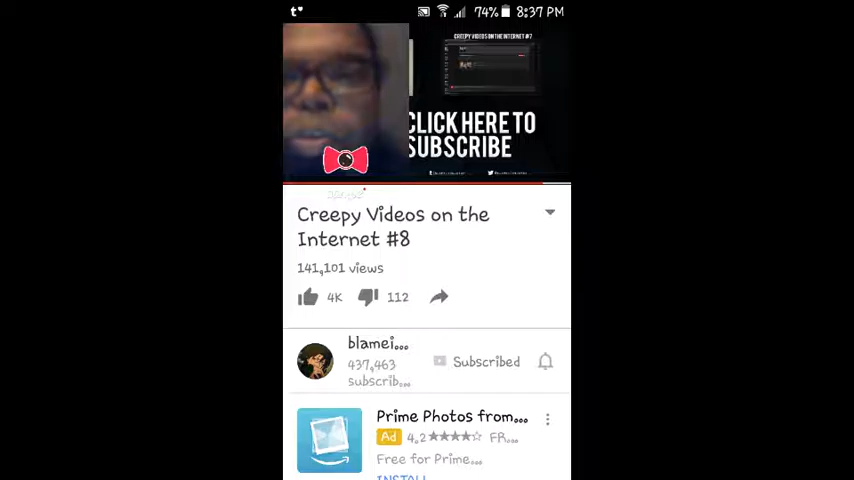 74% 8:37 PM
CREEPY VIDEOS ON THE INTERNET #7
CLICK HERE TO
SUBSCRIBE
Creepy Videos on the
Internet #8
141,101 views
4K 112
blamei...
437,463
subscrib...
Subscribed
Prime Photos from...
Ad 4.2 FR...
Free for Prime...
INSTALL